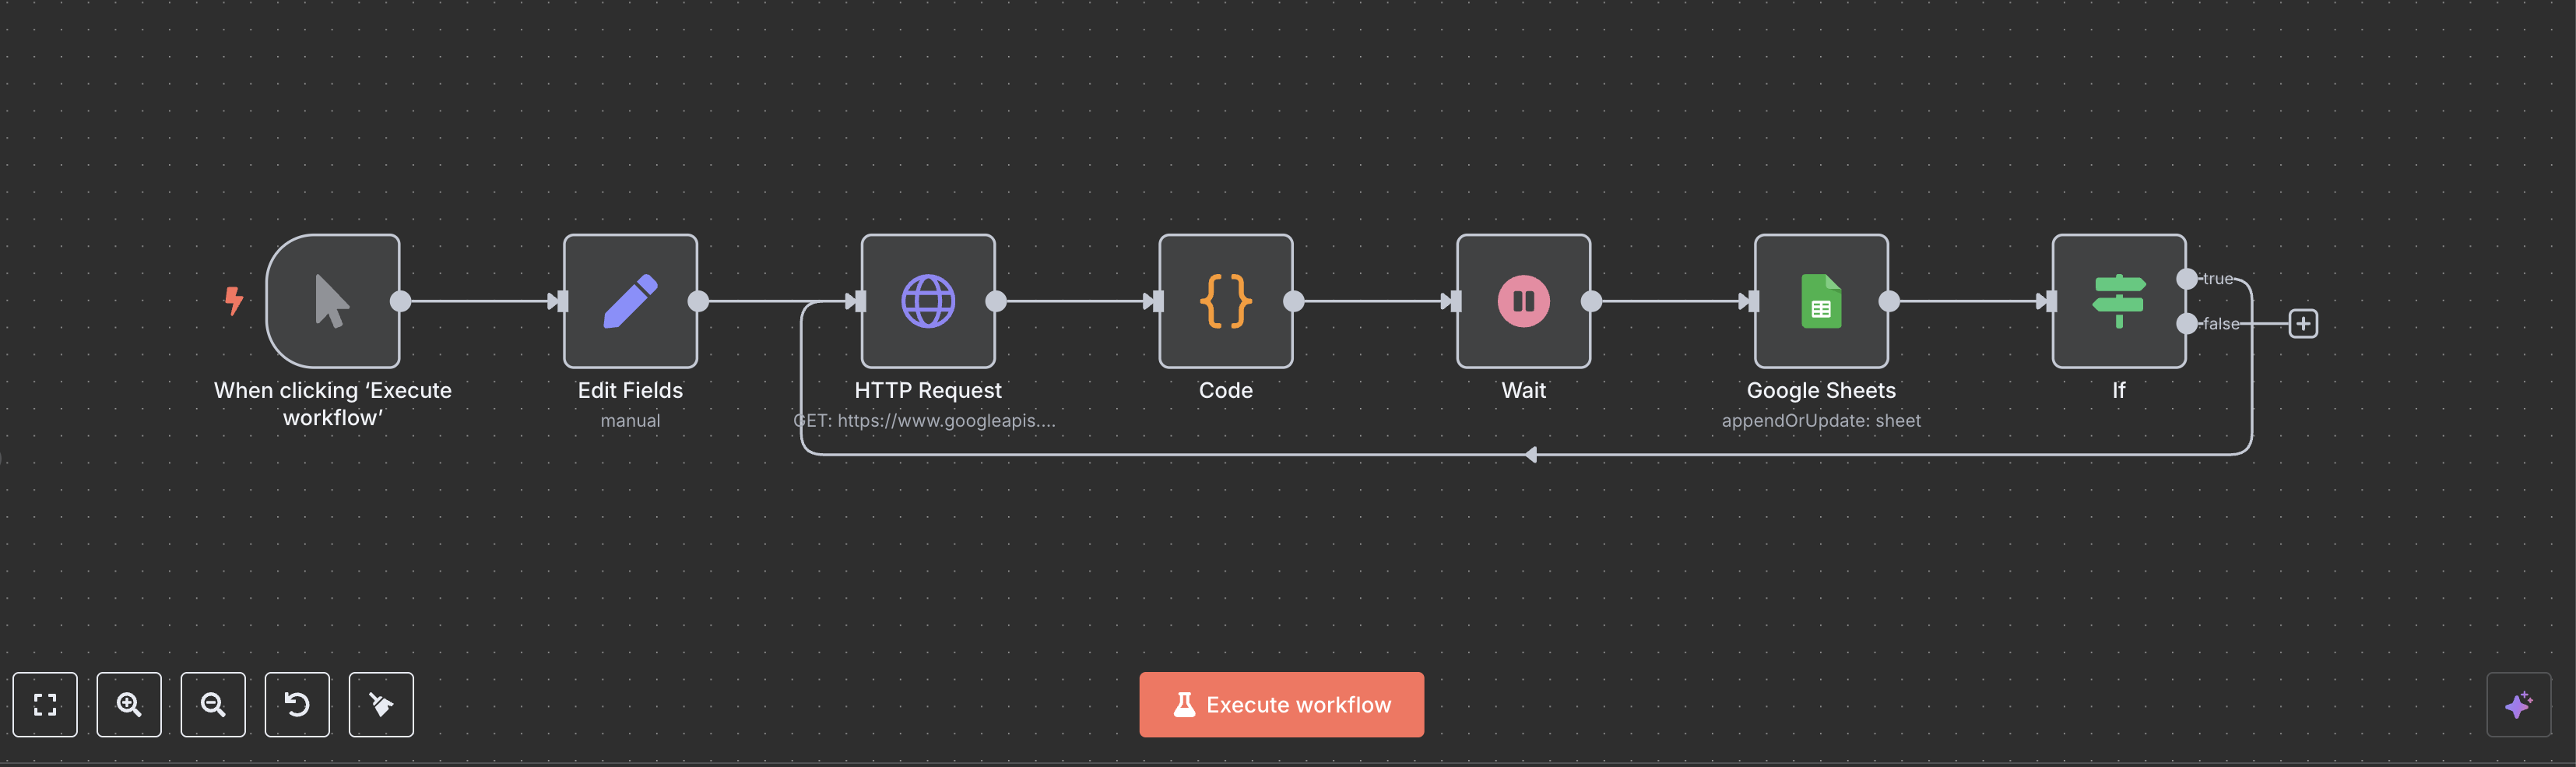 When clicking ‘Execute
workflow’
Edit Fields
manual
HTTP Request
GET: https://www.googleapis....
Code
Wait
Google Sheets
appendOrUpdate: sheet
If
true
false
Execute workflow